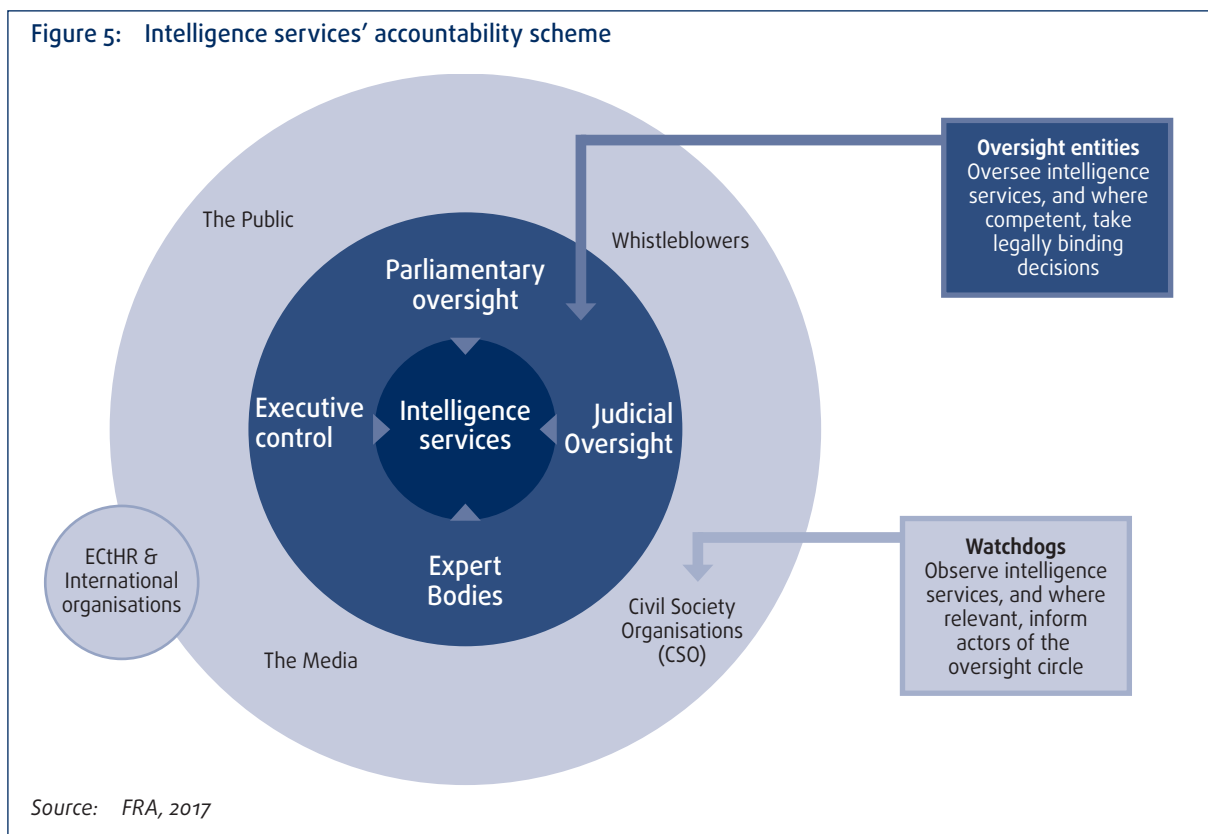 Figure 5: Intelligence services’ accountability scheme
The Public
Whistleblowers
Parliamentary
oversight
Executive
control
Intelligence
services
Judicial
Oversight
Expert
Bodies
ECtHR &
International
organisations
The Media
Civil Society
Organisations
(CSO)
Oversight entities
Oversee intelligence
services, and where
competent, take
legally binding
decisions
Watchdogs
Observe intelligence
services, and where
relevant, inform
actors of the
oversight circle
Source: FRA, 2017